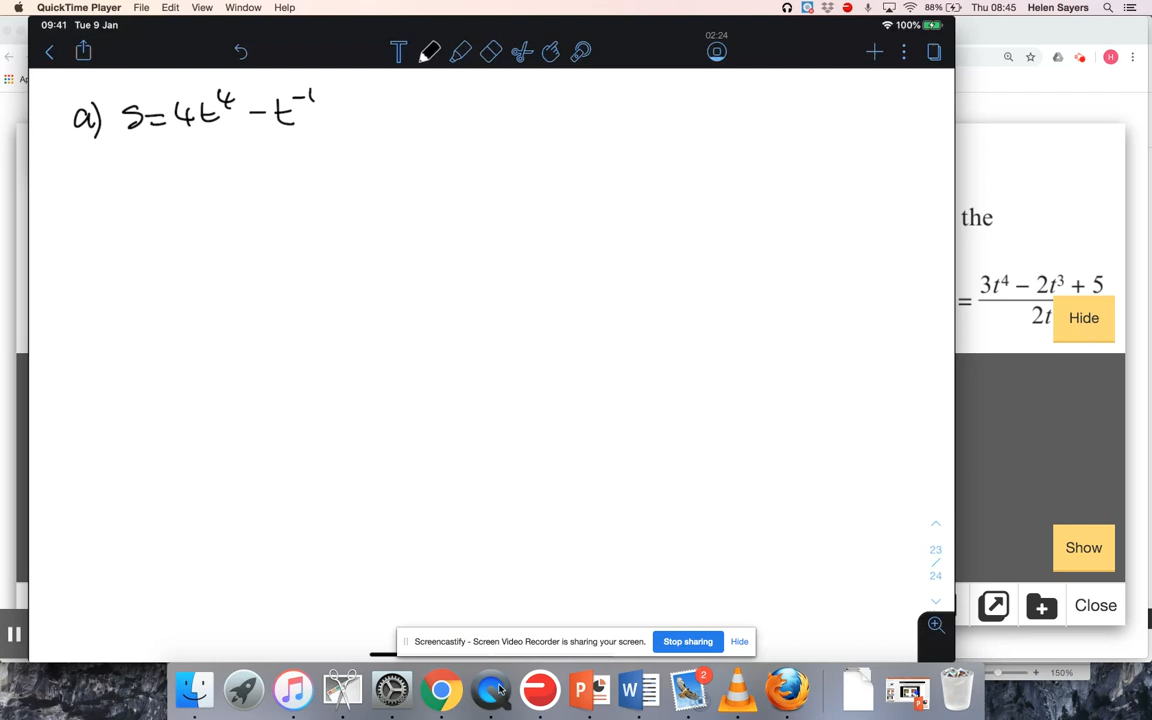 QuickTime Player File Edit View Window Help 88% Thu 08:45 Helen Sayers
09:41 Tue 9 Jan 100%
02:24
T
a) s=4t⁴ - t⁻¹
the
= 3t⁴ − 2t³ + 5
2t
Hide
Show
23
/
24
Close
Screencastify - Screen Video Recorder is sharing your screen. Stop sharing Hide
150%
2
W
H